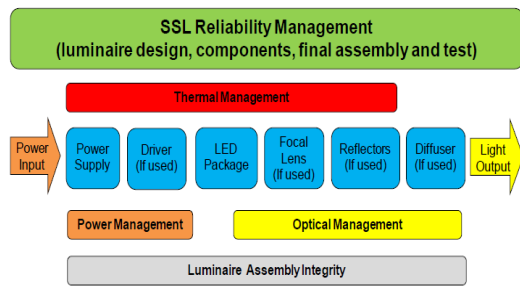 SSL Reliability Management
(luminaire design, components, final assembly and test)
Thermal Management
Power
Input
Power
Supply
Driver
(If used)
LED
Package
Focal
Lens
(If used)
Reflectors
(If used)
Diffuser
(If used)
Light
Output
Power Management
Optical Management
Luminaire Assembly Integrity